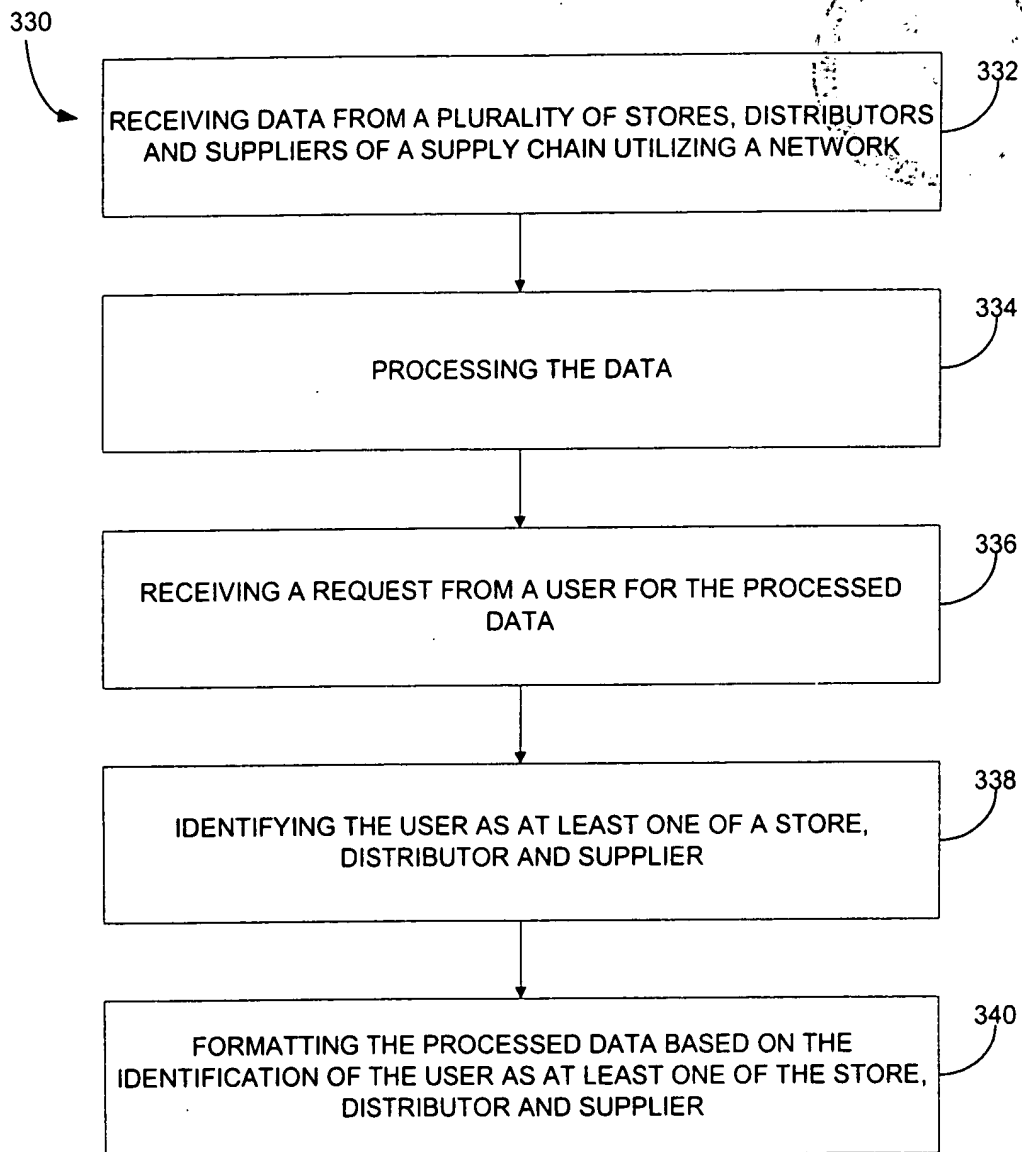 330
332
RECEIVING DATA FROM A PLURALITY OF STORES, DISTRIBUTORS
AND SUPPLIERS OF A SUPPLY CHAIN UTILIZING A NETWORK
334
PROCESSING THE DATA
336
RECEIVING A REQUEST FROM A USER FOR THE PROCESSED
DATA
338
IDENTIFYING THE USER AS AT LEAST ONE OF A STORE,
DISTRIBUTOR AND SUPPLIER
340
FORMATTING THE PROCESSED DATA BASED ON THE
IDENTIFICATION OF THE USER AS AT LEAST ONE OF THE STORE,
DISTRIBUTOR AND SUPPLIER